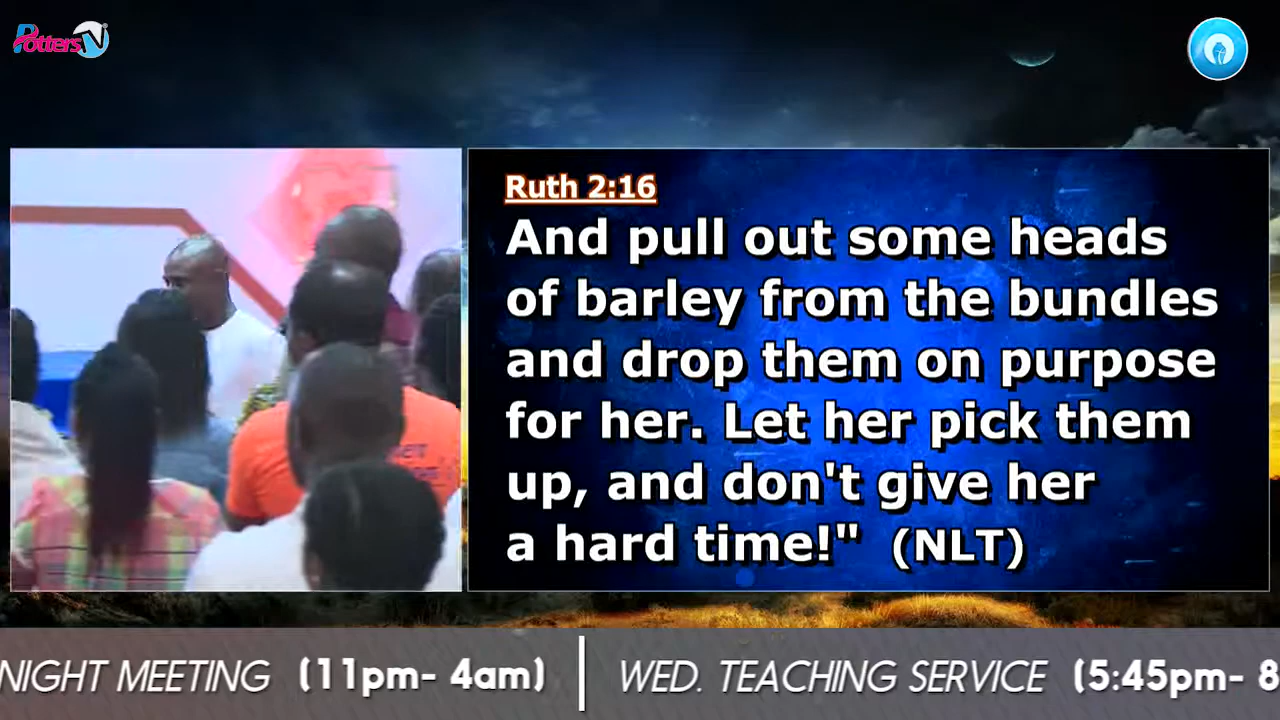 PottersTV
Ruth 2:16
And pull out some heads
of barley from the bundles
and drop them on purpose
for her. Let her pick them
up, and don't give her
a hard time!" (NLT)
NIGHT MEETING (11pm- 4am) | WED. TEACHING SERVICE (5:45pm- 8